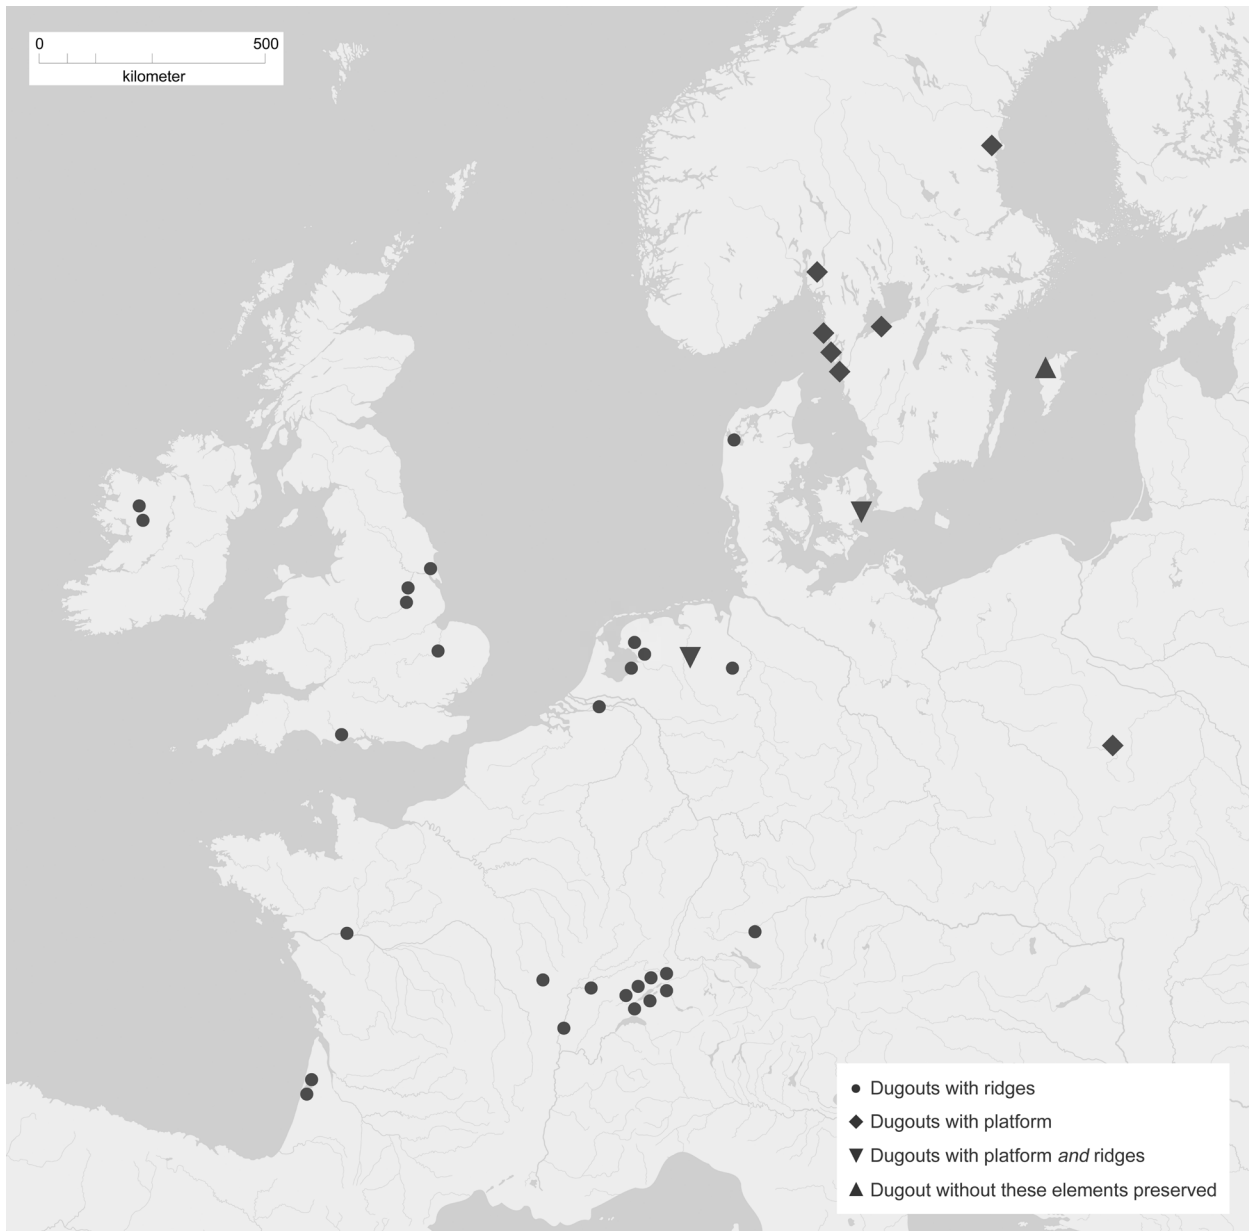 0 500
kilometer
Dugouts with ridges
Dugouts with platform
Dugouts with platform and ridges
Dugout without these elements preserved